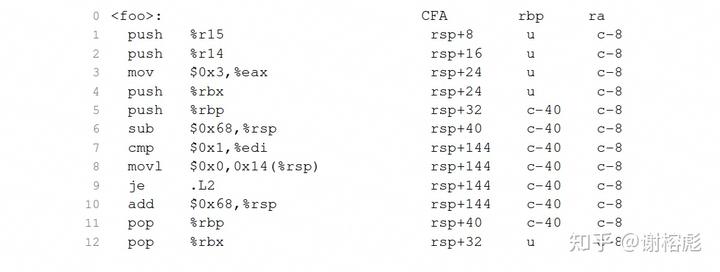 0 <foo>: CFA rbp ra
1 push %r15 rsp+8 u c-8
2 push %r14 rsp+16 u c-8
3 mov $0x3,%eax rsp+24 u c-8
4 push %rbx rsp+24 u c-8
5 push %rbp rsp+32 c-40 c-8
6 sub $0x68,%rsp rsp+40 c-40 c-8
7 cmp $0x1,%edi rsp+144 c-40 c-8
8 movl $0x0,0x14(%rsp) rsp+144 c-40 c-8
9 je .L2 rsp+144 c-40 c-8
10 add $0x68,%rsp rsp+144 c-40 c-8
11 pop %rbp rsp+40 c-40 c-8
12 pop %rbx rsp+32 u c-8
知乎 @谢榕彪